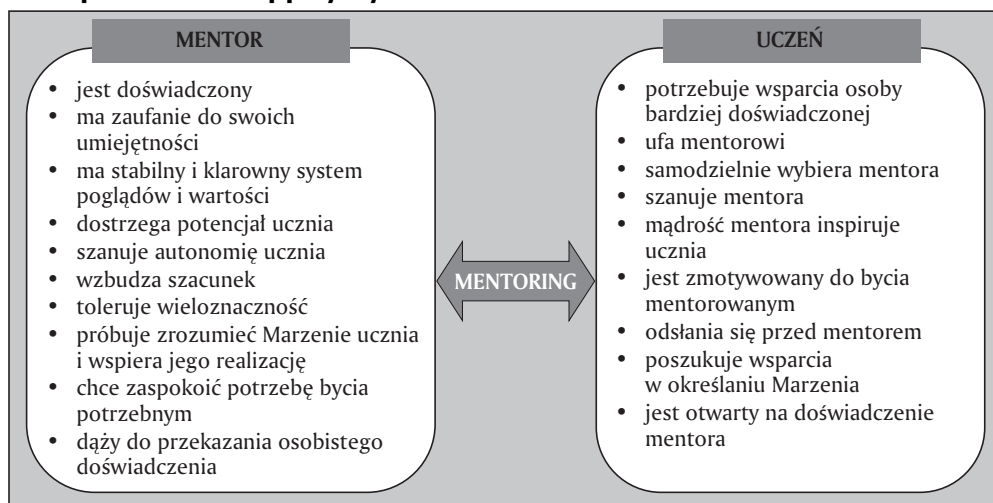 MENTOR
• jest doświadczony
• ma zaufanie do swoich
umiejętności
• ma stabilny i klarowny system
poglądów i wartości
• dostrzega potencjał ucznia
• szanuje autonomię ucznia
• wzbudza szacunek
• toleruje wieloznaczność
• próbuje zrozumieć Marzenie ucznia
i wspiera jego realizację
• chce zaspokoić potrzebę bycia
potrzebnym
• dąży do przekazania osobistego
doświadczenia
MENTORING
UCZEŃ
• potrzebuje wsparcia osoby
bardziej doświadczonej
• ufa mentorowi
• samodzielnie wybiera mentora
• szanuje mentora
• mądrość mentora inspiruje
ucznia
• jest zmotywowany do bycia
mentorowanym
• odsłania się przed mentorem
• poszukuje wsparcia
w określaniu Marzenia
• jest otwarty na doświadczenie
mentora